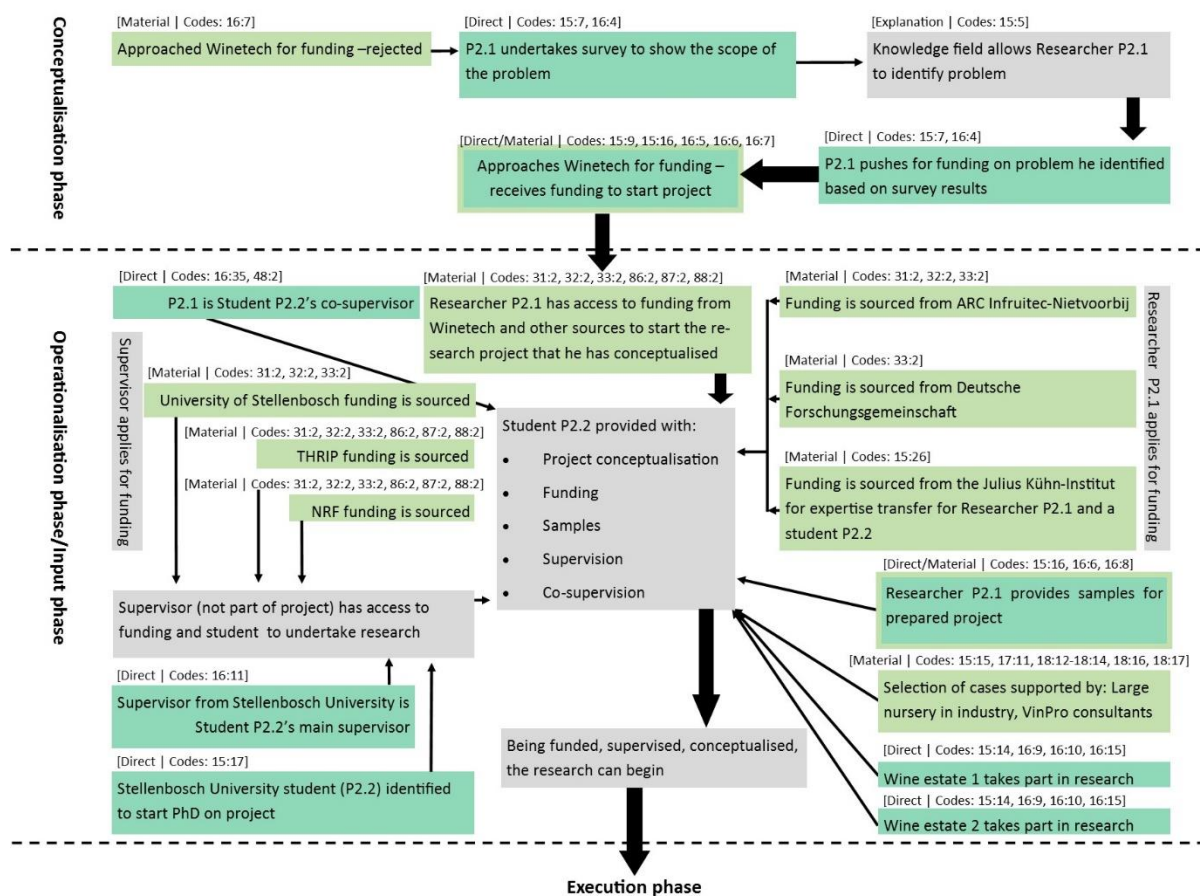 Conceptualisation phase
[Material | Codes: 16:7]
Approached Winetech for funding –rejected
[Direct | Codes: 15:7, 16:4]
P2.1 undertakes survey to show the scope of
the problem
[Explanation | Codes: 15:5]
Knowledge field allows Researcher P2.1
to identify problem
[Direct | Codes: 15:7, 16:4]
P2.1 pushes for funding on problem he identified
based on survey results
[Direct/Material | Codes: 15:9, 15:16, 16:5, 16:6, 16:7]
Approaches Winetech for funding –
receives funding to start project
Operationalisation phase/Input phase
[Direct | Codes: 16:35, 48:2]
P2.1 is Student P2.2's co-supervisor
Supervisor applies for funding
[Material | Codes: 31:2, 32:2, 33:2]
University of Stellenbosch funding is sourced
[Material | Codes: 31:2, 32:2, 33:2, 86:2, 87:2, 88:2]
THRIP funding is sourced
[Material | Codes: 31:2, 32:2, 33:2, 86:2, 87:2, 88:2]
NRF funding is sourced
Supervisor (not part of project) has access to
funding and student to undertake research
[Direct | Codes: 16:11]
Supervisor from Stellenbosch University is
Student P2.2's main supervisor
[Direct | Codes: 15:17]
Stellenbosch University student (P2.2) identified
to start PhD on project
[Material | Codes: 31:2, 32:2, 33:2, 86:2, 87:2, 88:2]
Researcher P2.1 has access to funding from
Winetech and other sources to start the re-
search project that he has conceptualised
Student P2.2 provided with:
• Project conceptualisation
• Funding
• Samples
• Supervision
• Co-supervision
Being funded, supervised, conceptualised,
the research can begin
[Material | Codes: 31:2, 32:2, 33:2]
Funding is sourced from ARC Infruitec-Nietvoorbij
[Material | Codes: 33:2]
Funding is sourced from Deutsche
Forschungsgemeinschaft
[Material | Codes: 15:26]
Funding is sourced from the Julius Kühn-Institut
for expertise transfer for Researcher P2.1 and a
student P2.2
Researcher P2.1 applies for funding
[Direct/Material | Codes: 15:16, 16:6, 16:8]
Researcher P2.1 provides samples for
prepared project
[Material | Codes: 15:15, 17:11, 18:12-18:14, 18:16, 18:17]
Selection of cases supported by: Large
nursery in industry, VinPro consultants
[Direct | Codes: 15:14, 16:9, 16:10, 16:15]
Wine estate 1 takes part in research
[Direct | Codes: 15:14, 16:9, 16:10, 16:15]
Wine estate 2 takes part in research
Execution phase